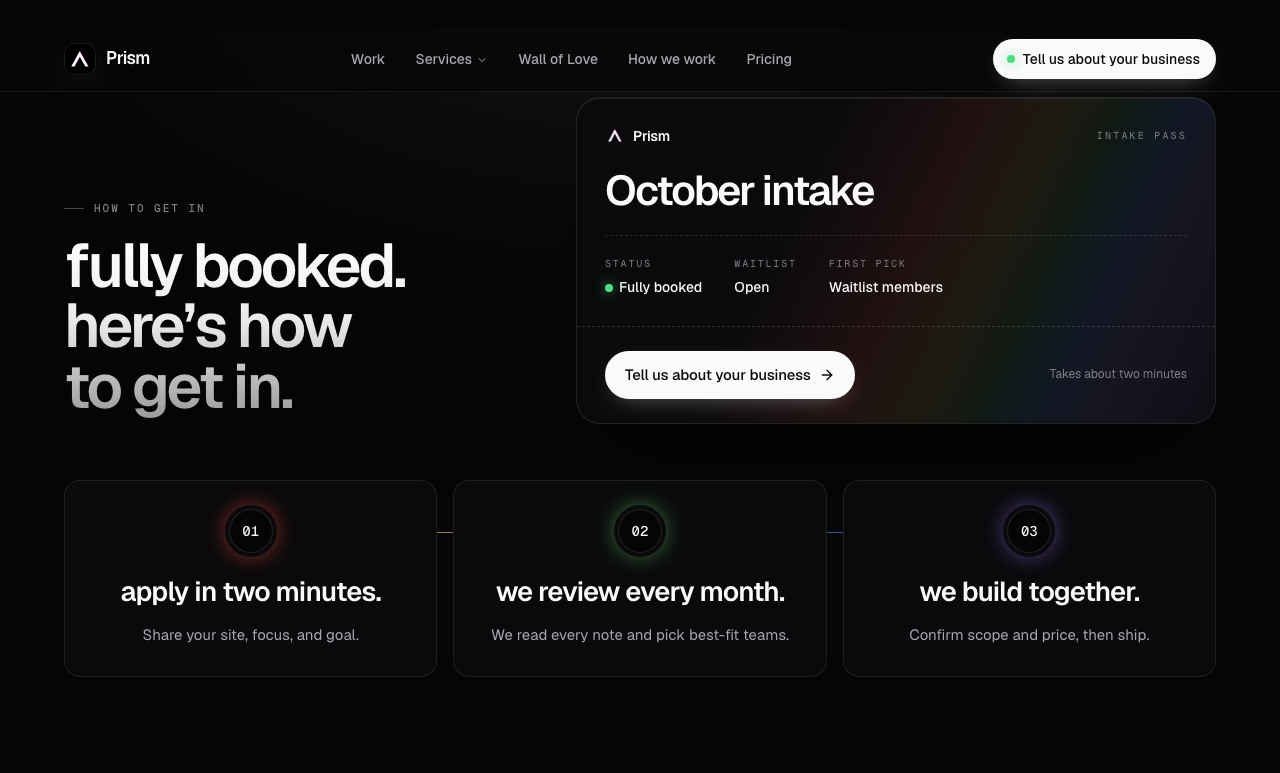 Prism
Work
Services
Wall of Love
How we work
Pricing
Tell us about your business
HOW TO GET IN
fully booked.
here’s how
to get in.
Prism
INTAKE PASS
October intake
STATUS
WAITLIST
FIRST PICK
Fully booked
Open
Waitlist members
Tell us about your business
Takes about two minutes
01
apply in two minutes.
Share your site, focus, and goal.
02
we review every month.
We read every note and pick best-fit teams.
03
we build together.
Confirm scope and price, then ship.